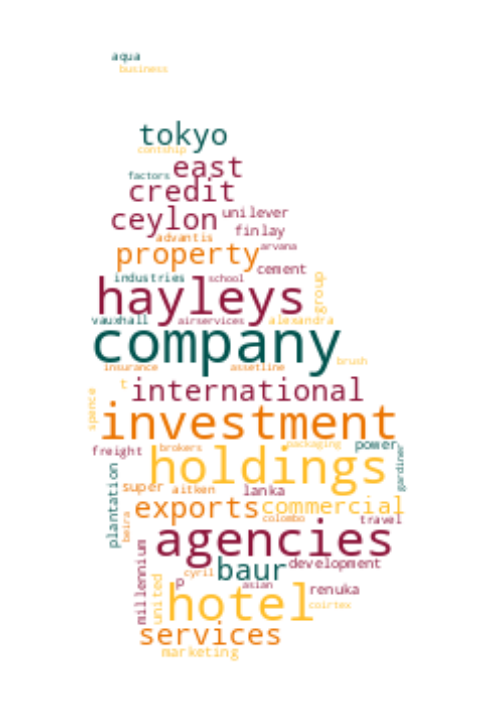 aqua
business
tokyo
contship
east
factors
credit
ceylon
unilever
finlay
advantis
arvana
property
cement
industries
school
group
hayleys
vauxhall
airservices
alexandra
company
brush
insurance
assetline
t
international
spence
investment
packaging
power
freight
brokers
holdings
gardiner
plantation
super
aitken
lanka
exports
commercial
beira
colombo
travel
agencies
development
baur
cyril
p
asian
millennium
united
renuka
hotel
coirtex
services
marketing